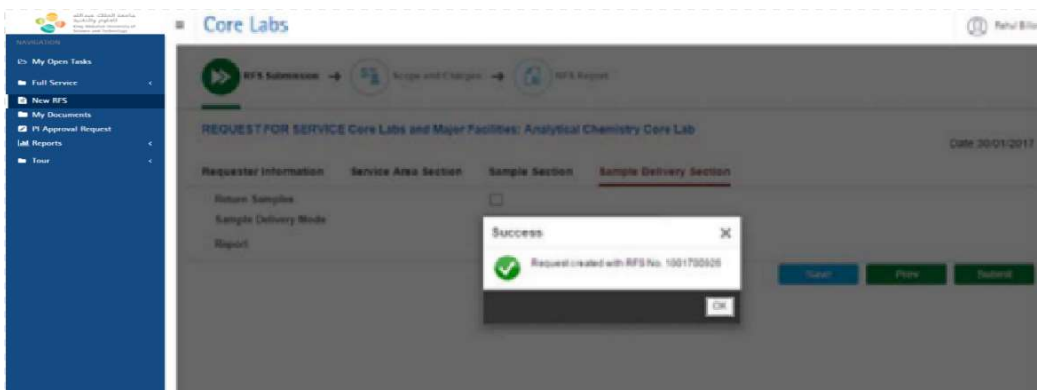 Core Labs
NAVIGATION
My Open Tasks
Full Service
New RFS
My Documents
PI Approval Request
Reports
Tour
RFS Submission
Scope and Charges
RFS Report
REQUEST FOR SERVICE Core Labs and Major Facilities: Analytical Chemistry Core Lab
Date 30/01/2017
Requester Information Service Area Section Sample Section Sample Delivery Section
Return Samples
Sample Delivery Mode
Report
Success
Request created with RFS No. 1001700926
OK
Save Prev Submit